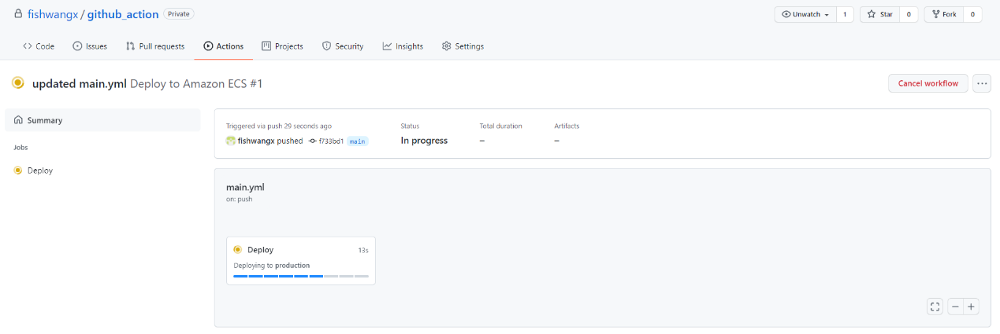 fishwangx / github_action Private
Unwatch 1 Star 0 Fork 0
Code Issues Pull requests Actions Projects Security Insights Settings
updated main.yml Deploy to Amazon ECS #1
Cancel workflow ...
Summary
Jobs
Deploy
Triggered via push 29 seconds ago
fishwangx pushed f733bd1 main
Status
In progress
Total duration
–
Artifacts
–
main.yml
on: push
Deploy 13s
Deploying to production